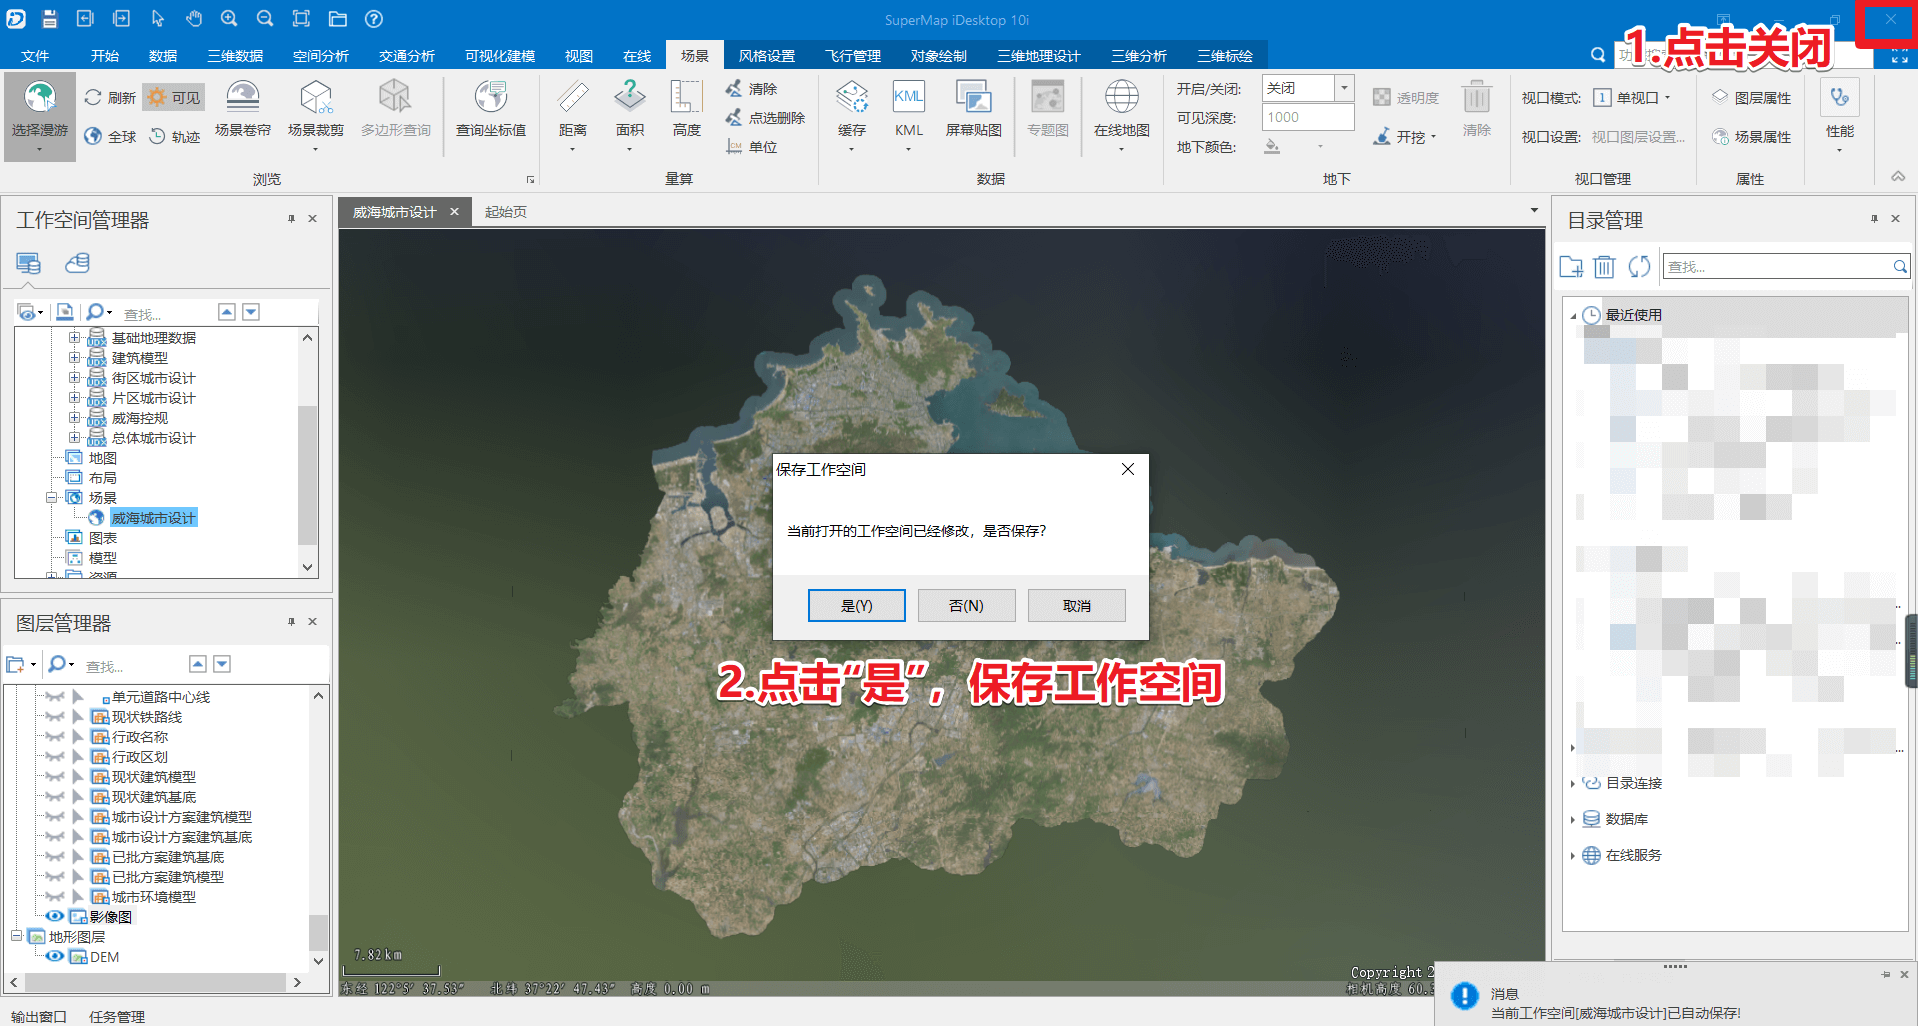 SuperMap iDesktop 10i
文件 开始 数据 三维数据 空间分析 交通分析 可视化建模 视图 在线 场景 风格设置 飞行管理 对象绘制 三维地理设计 三维分析 三维标绘
1.点击关闭
选择漫游
刷新 可见
全球 轨迹
场景卷帘 场景裁剪 多边形查询 查询坐标值
浏览
距离 面积 高度
清除
点选删除
单位
量算
KML
缓存 KML 屏幕贴图 专题图 在线地图
数据
开启/关闭: 关闭
可见深度: 1000
地下颜色:
透明度
开挖
清除
地下
视口模式: 1 单视口
视口设置: 视口图层设置...
视口管理
图层属性
场景属性
属性
性能
工作空间管理器
查找...
基础地理数据
建筑模型
街区城市设计
片区城市设计
威海控规
总体城市设计
地图
布局
场景
威海城市设计
图表
模型
资源
图层管理器
查找...
单元道路中心线
现状铁路线
行政名称
行政区划
现状建筑模型
现状建筑基底
城市设计方案建筑模型
城市设计方案建筑基底
已批方案建筑基底
已批方案建筑模型
城市环境模型
影像图
地形图层
DEM
输出窗口 任务管理
威海城市设计 起始页
保存工作空间
当前打开的工作空间已经修改，是否保存?
是(Y) 否(N) 取消
2.点击“是”，保存工作空间
7.82km
东经 122°5′ 37.53″ 北纬 37°22′ 47.43″ 高度 0.00 m
Copyright 2
相机高度 60.3
目录管理
查找...
最近使用
目录连接
数据库
在线服务
消息
当前工作空间[威海城市设计]已自动保存!